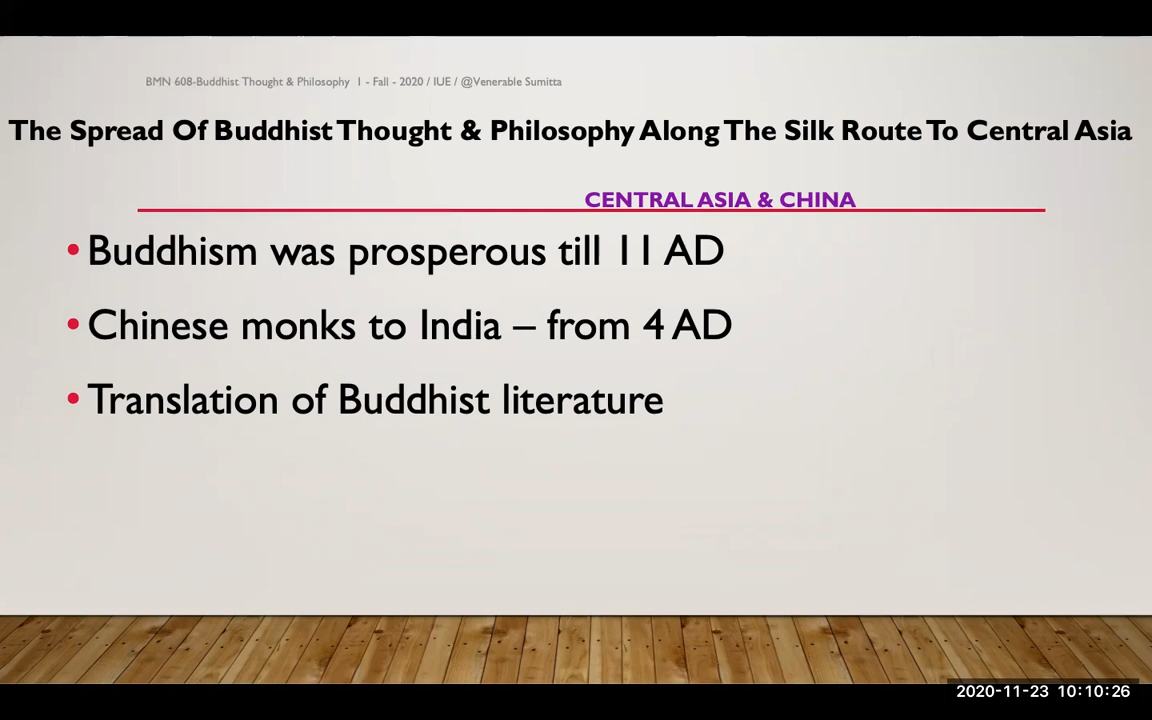 BMN 608-Buddhist Thought & Philosophy 1 - Fall - 2020 / IUE / @Venerable Sumitta
The Spread Of Buddhist Thought & Philosophy Along The Silk Route To Central Asia
CENTRAL ASIA & CHINA
• Buddhism was prosperous till 11 AD
• Chinese monks to India – from 4 AD
• Translation of Buddhist literature
2020-11-23 10:10:26